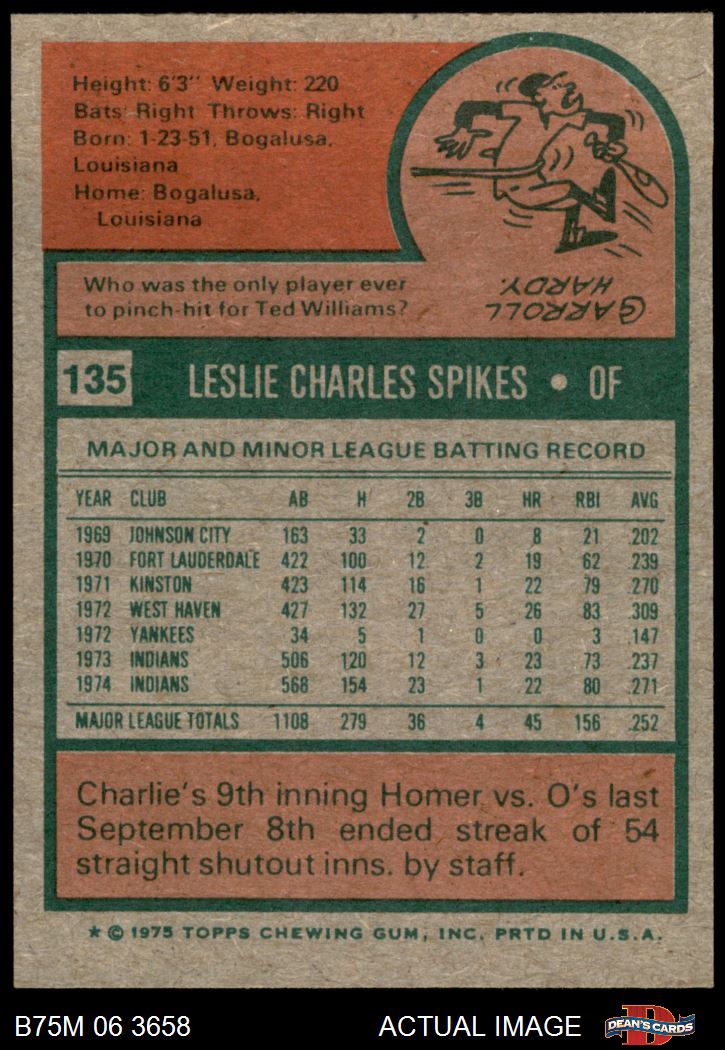 Height: 6'3" Weight: 220
Bats: Right Throws: Right
Born: 1-23-51, Bogalusa,
Louisiana
Home: Bogalusa,
Louisiana
Who was the only player ever
to pinch-hit for Ted Williams?
CARROLL
HARDY.
135 LESLIE CHARLES SPIKES • OF
MAJOR AND MINOR LEAGUE BATTING RECORD
YEAR CLUB AB H 2B 3B HR RBI AVG
1969 JOHNSON CITY 163 33 2 0 8 21 .202
1970 FORT LAUDERDALE 422 100 12 2 19 62 .239
1971 KINSTON 423 114 16 1 22 79 .270
1972 WEST HAVEN 427 132 27 5 26 83 .309
1972 YANKEES 34 5 1 0 0 3 .147
1973 INDIANS 506 120 12 3 23 73 .237
1974 INDIANS 568 154 23 1 22 80 .271
MAJOR LEAGUE TOTALS 1108 279 36 4 45 156 .252
Charlie's 9th inning Homer vs. O's last
September 8th ended streak of 54
straight shutout inns. by staff.
* © 1975 TOPPS CHEWING GUM, INC. PRTD IN U.S.A.
B75M 06 3658 ACTUAL IMAGE D DEAN'S CARDS